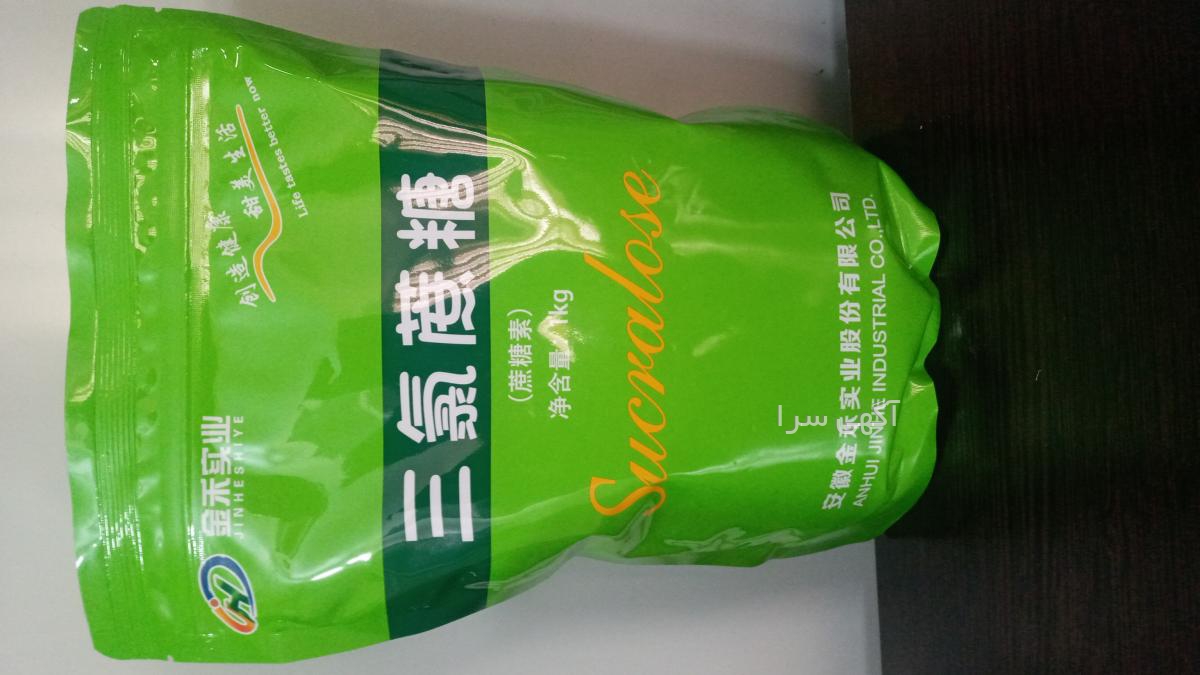 金禾实业
JINHESHIYE
创造健康 甜美生活
Life tastes better now
三氯蔗糖
（蔗糖素）
净含量：1kg
Sucralose
安徽金禾实业股份有限公司
ANHUI JINHE INDUSTRIAL CO.,LTD.
سرا